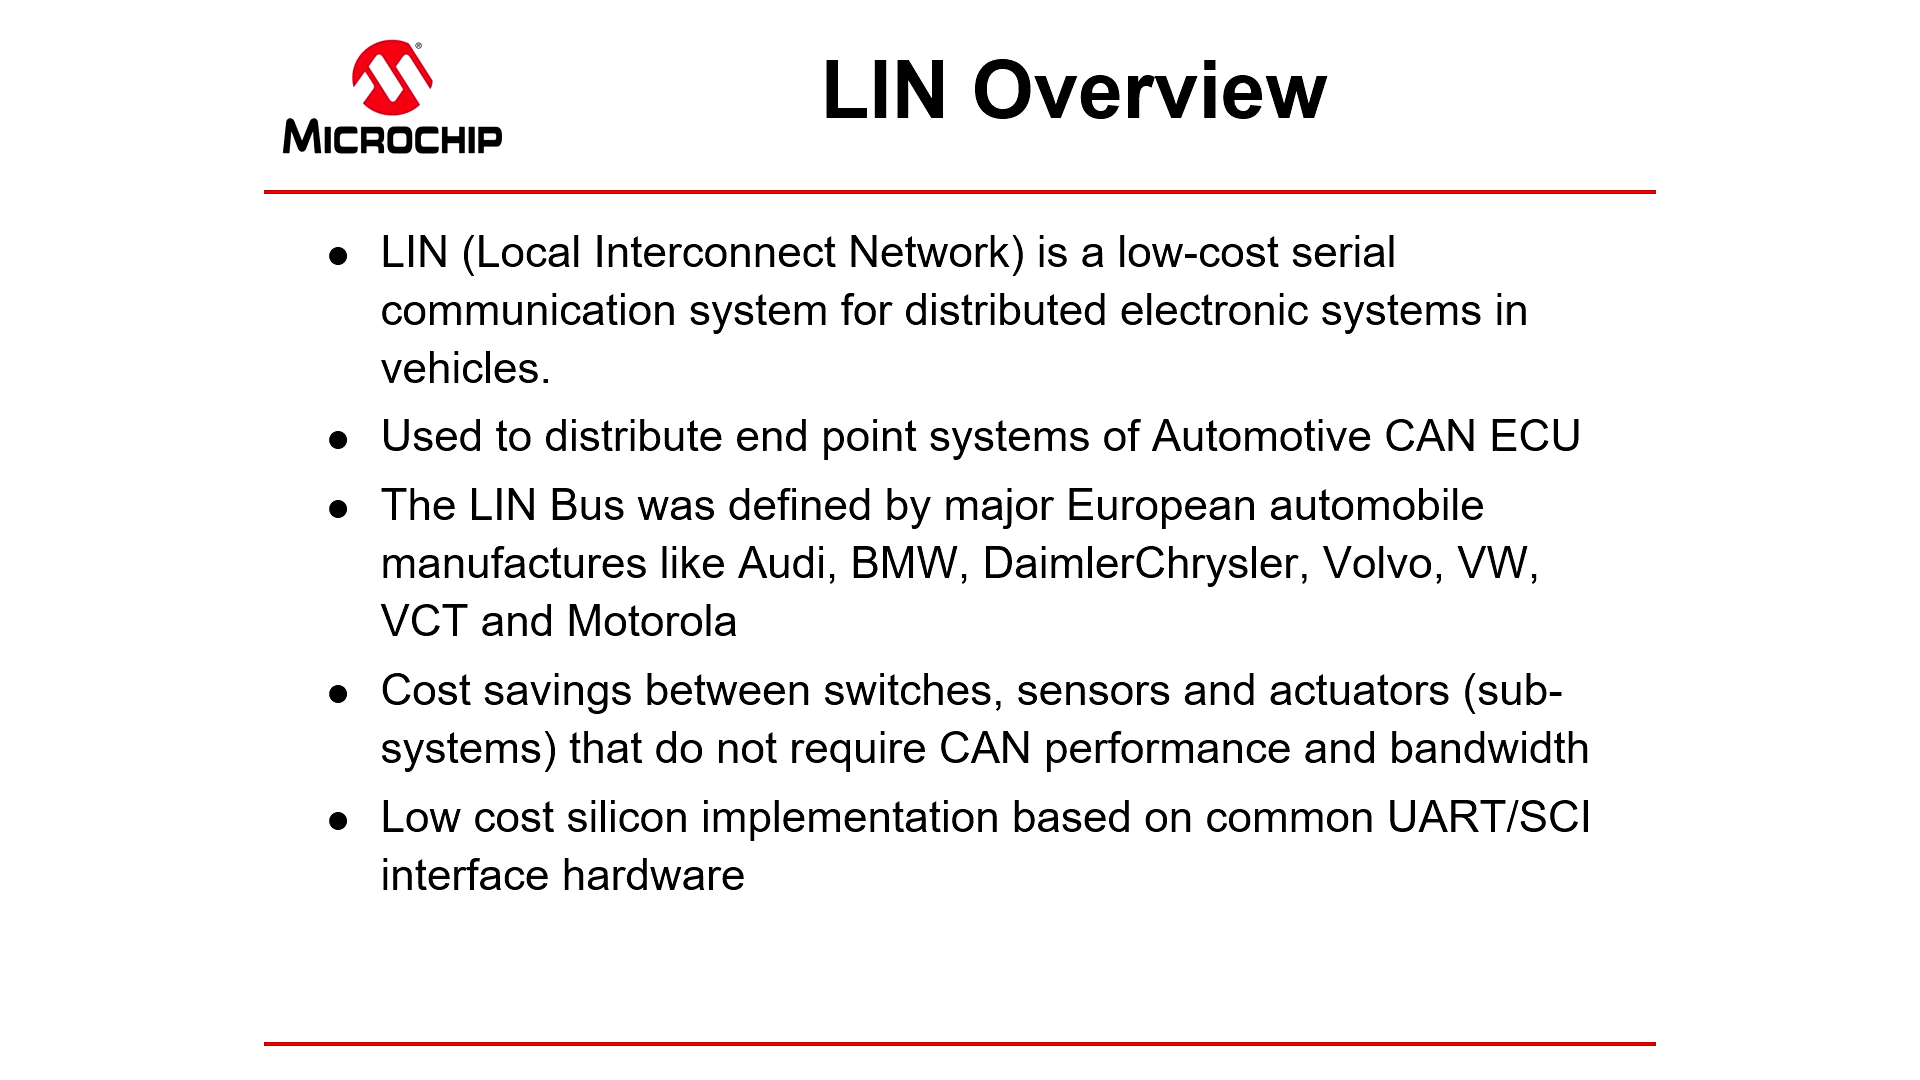 MICROCHIP
®
LIN Overview
● LIN (Local Interconnect Network) is a low-cost serial
communication system for distributed electronic systems in
vehicles.
● Used to distribute end point systems of Automotive CAN ECU
● The LIN Bus was defined by major European automobile
manufactures like Audi, BMW, DaimlerChrysler, Volvo, VW,
VCT and Motorola
● Cost savings between switches, sensors and actuators (sub-
systems) that do not require CAN performance and bandwidth
● Low cost silicon implementation based on common UART/SCI
interface hardware